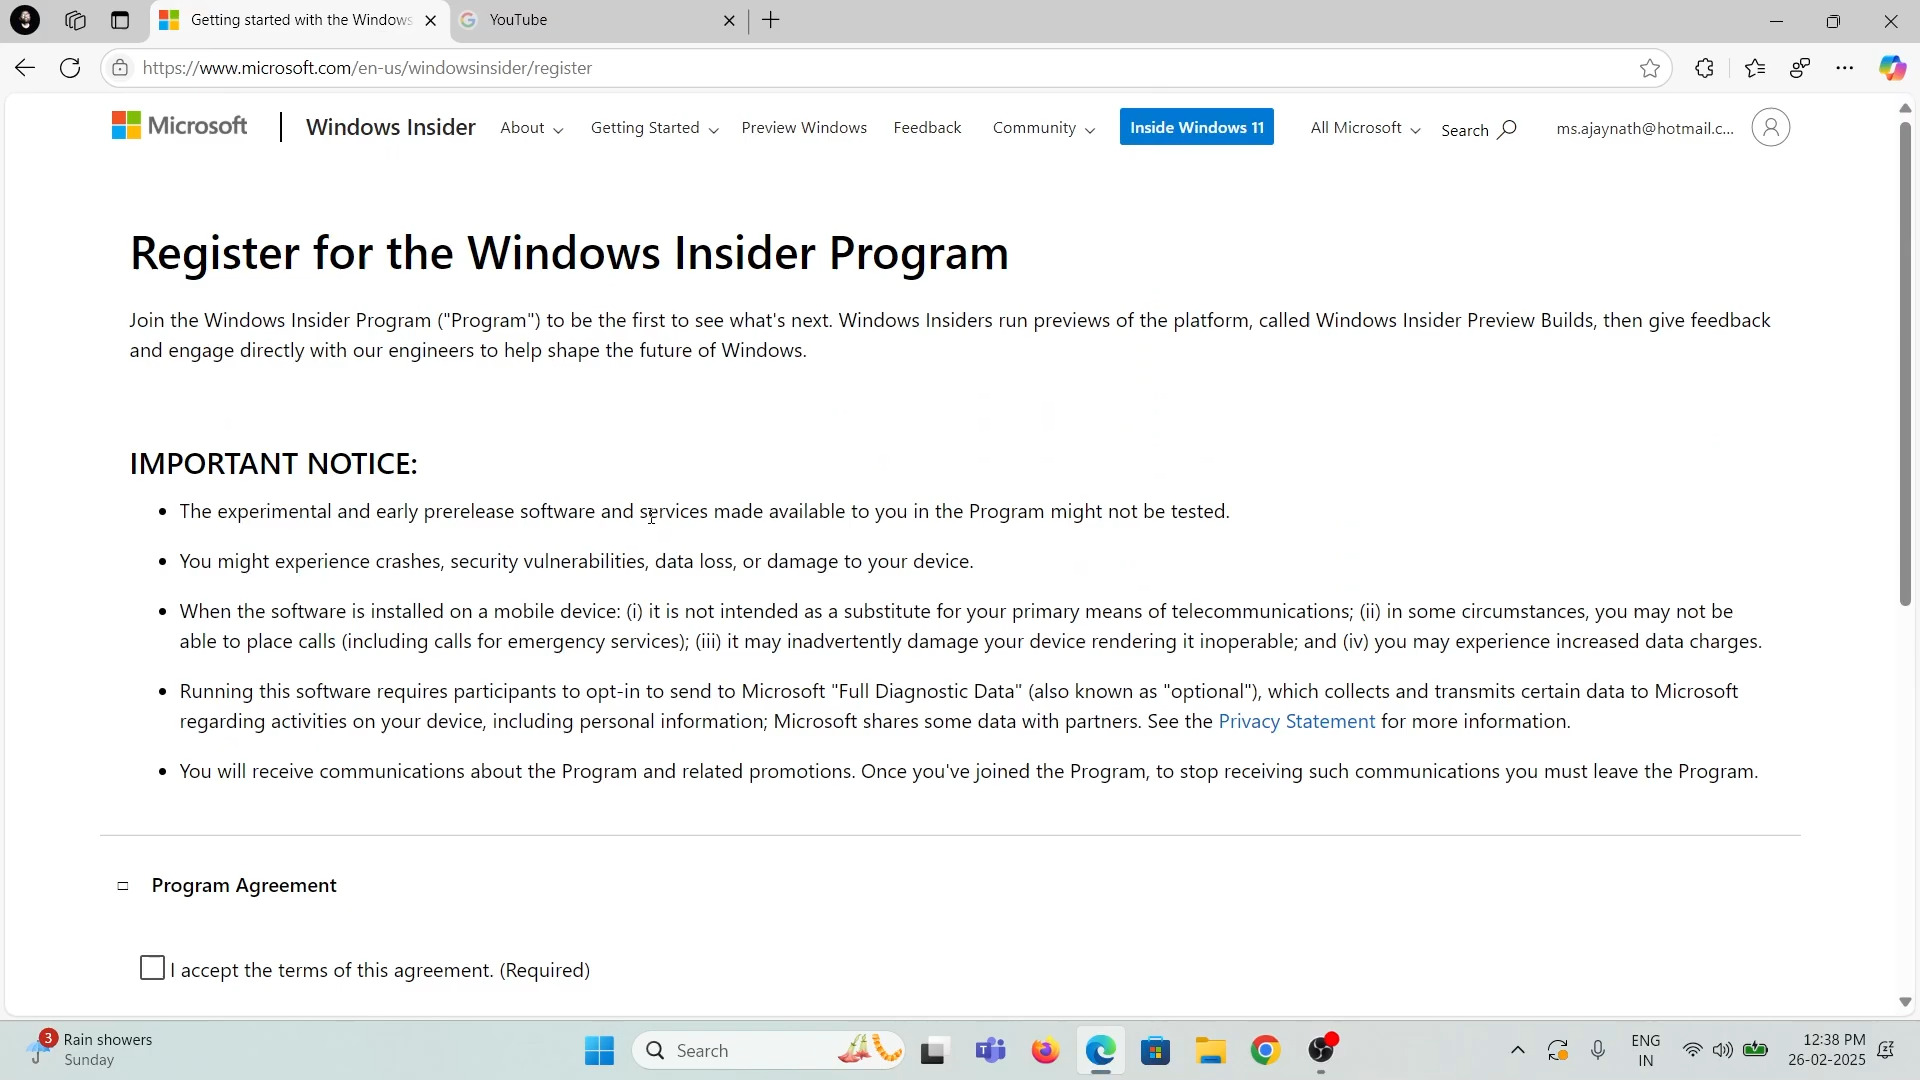 Getting started with the Windows
YouTube
https://www.microsoft.com/en-us/windowsinsider/register
Microsoft
Windows Insider
About
Getting Started
Preview Windows
Feedback
Community
Inside Windows 11
All Microsoft
Search
ms.ajaynath@hotmail.c...
Register for the Windows Insider Program
Join the Windows Insider Program ("Program") to be the first to see what's next. Windows Insiders run previews of the platform, called Windows Insider Preview Builds, then give feedback
and engage directly with our engineers to help shape the future of Windows.
IMPORTANT NOTICE:
• The experimental and early prerelease software and services made available to you in the Program might not be tested.
• You might experience crashes, security vulnerabilities, data loss, or damage to your device.
• When the software is installed on a mobile device: (i) it is not intended as a substitute for your primary means of telecommunications; (ii) in some circumstances, you may not be
able to place calls (including calls for emergency services); (iii) it may inadvertently damage your device rendering it inoperable; and (iv) you may experience increased data charges.
• Running this software requires participants to opt-in to send to Microsoft "Full Diagnostic Data" (also known as "optional"), which collects and transmits certain data to Microsoft
regarding activities on your device, including personal information; Microsoft shares some data with partners. See the Privacy Statement for more information.
• You will receive communications about the Program and related promotions. Once you've joined the Program, to stop receiving such communications you must leave the Program.
Program Agreement
I accept the terms of this agreement. (Required)
3
Rain showers
Sunday
Search
ENG
IN
12:38 PM
26-02-2025